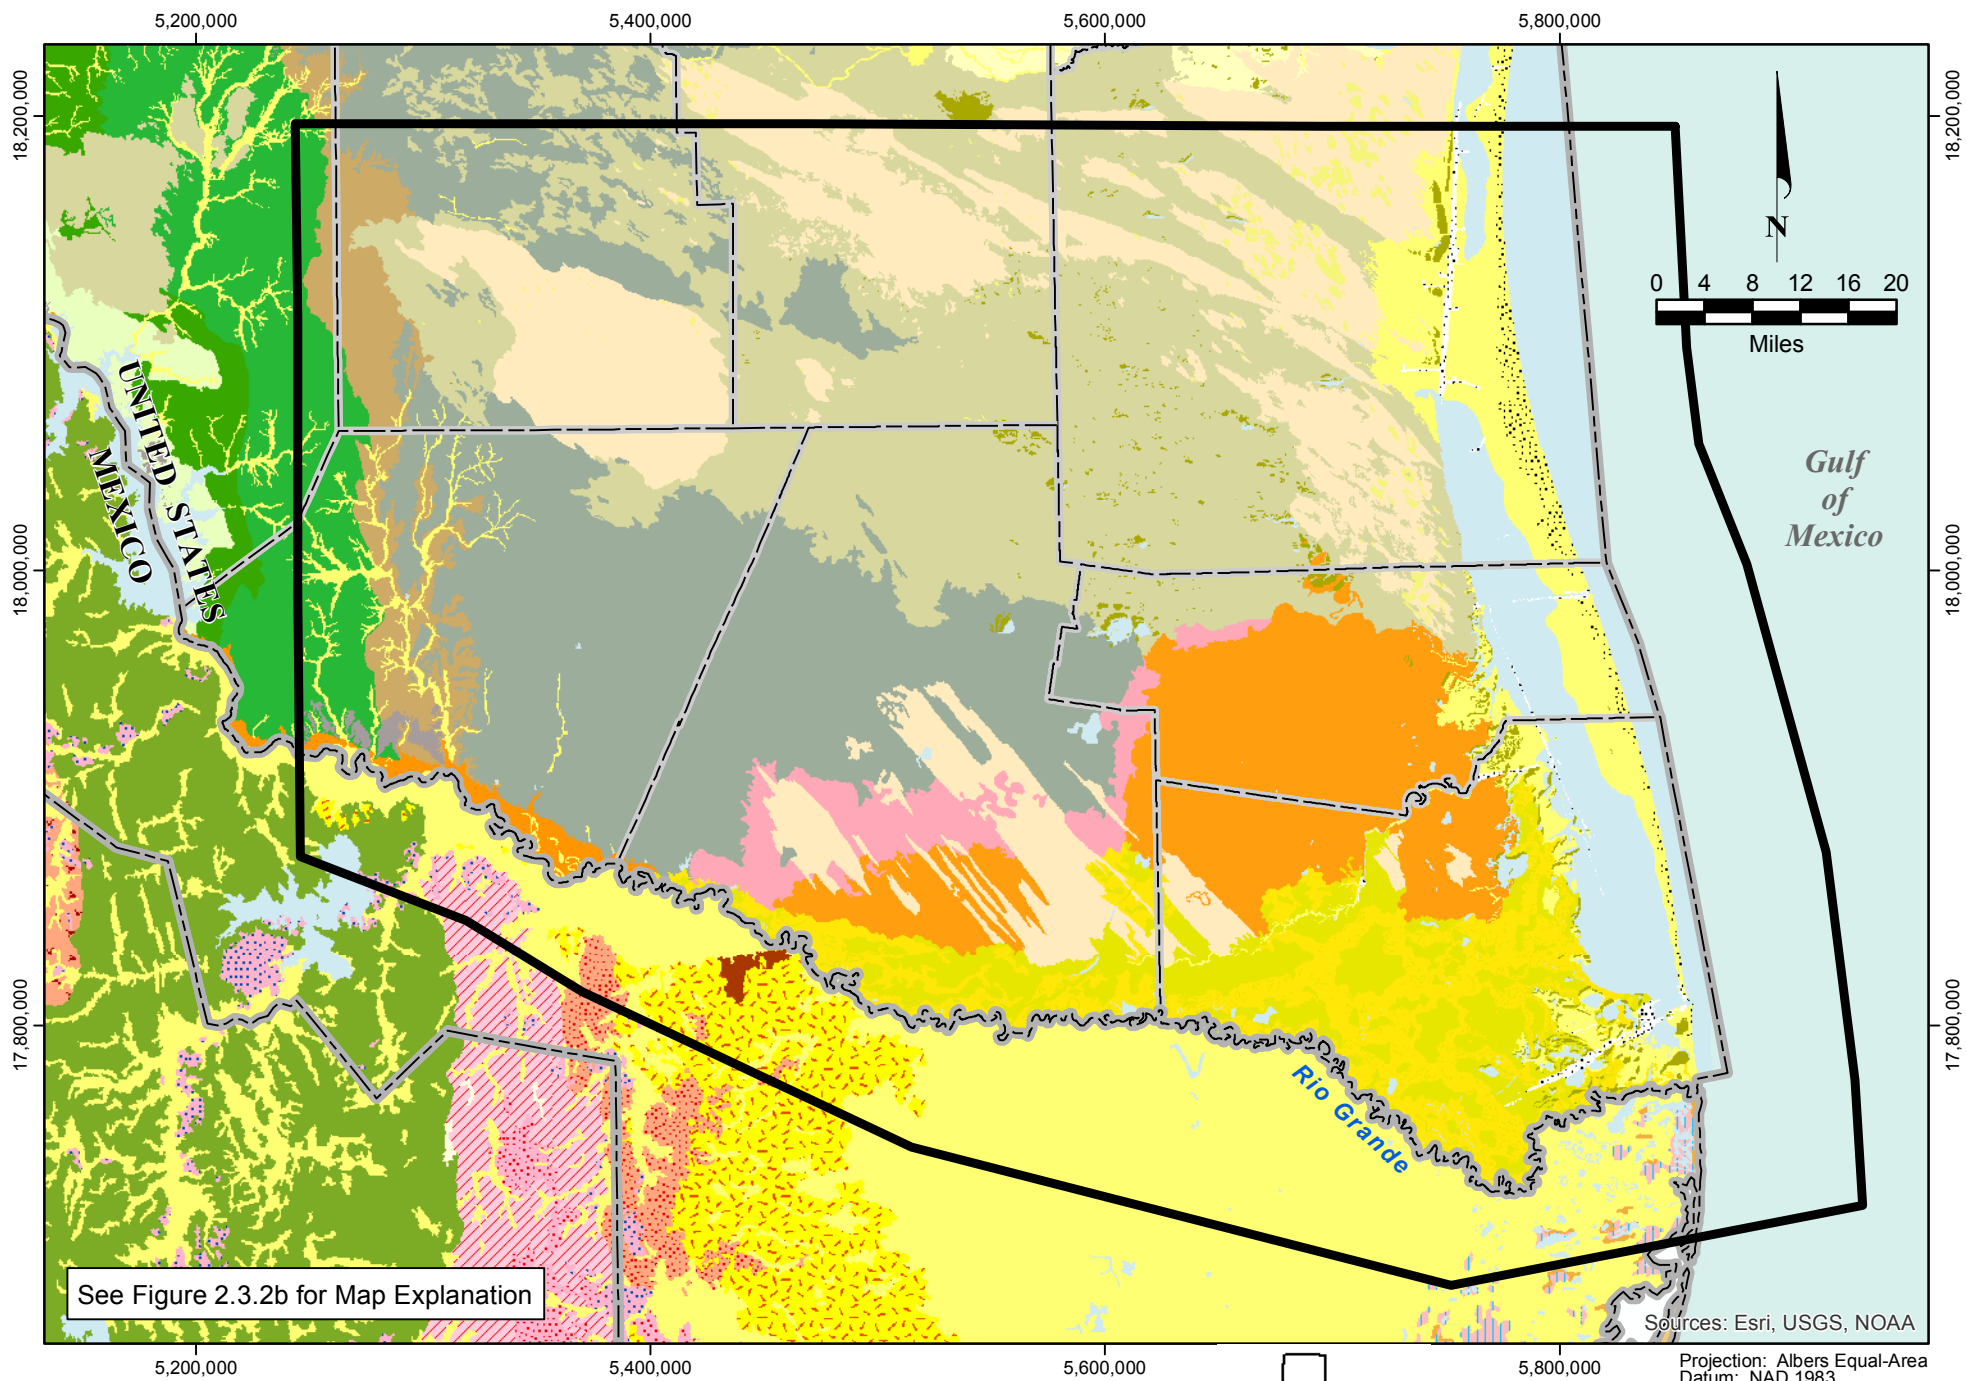 5,200,000 5,400,000 5,600,000 5,800,000
18,200,000
18,200,000
N
0 4 8 12 16 20
Miles
UNITED STATES
MEXICO
Gulf
of
Mexico
18,000,000
18,000,000
17,800,000
17,800,000
Rio Grande
See Figure 2.3.2b for Map Explanation
Sources: Esri, USGS, NOAA
5,200,000 5,400,000 5,600,000 5,800,000
Projection: Albers Equal-Area
Datum: NAD 1983